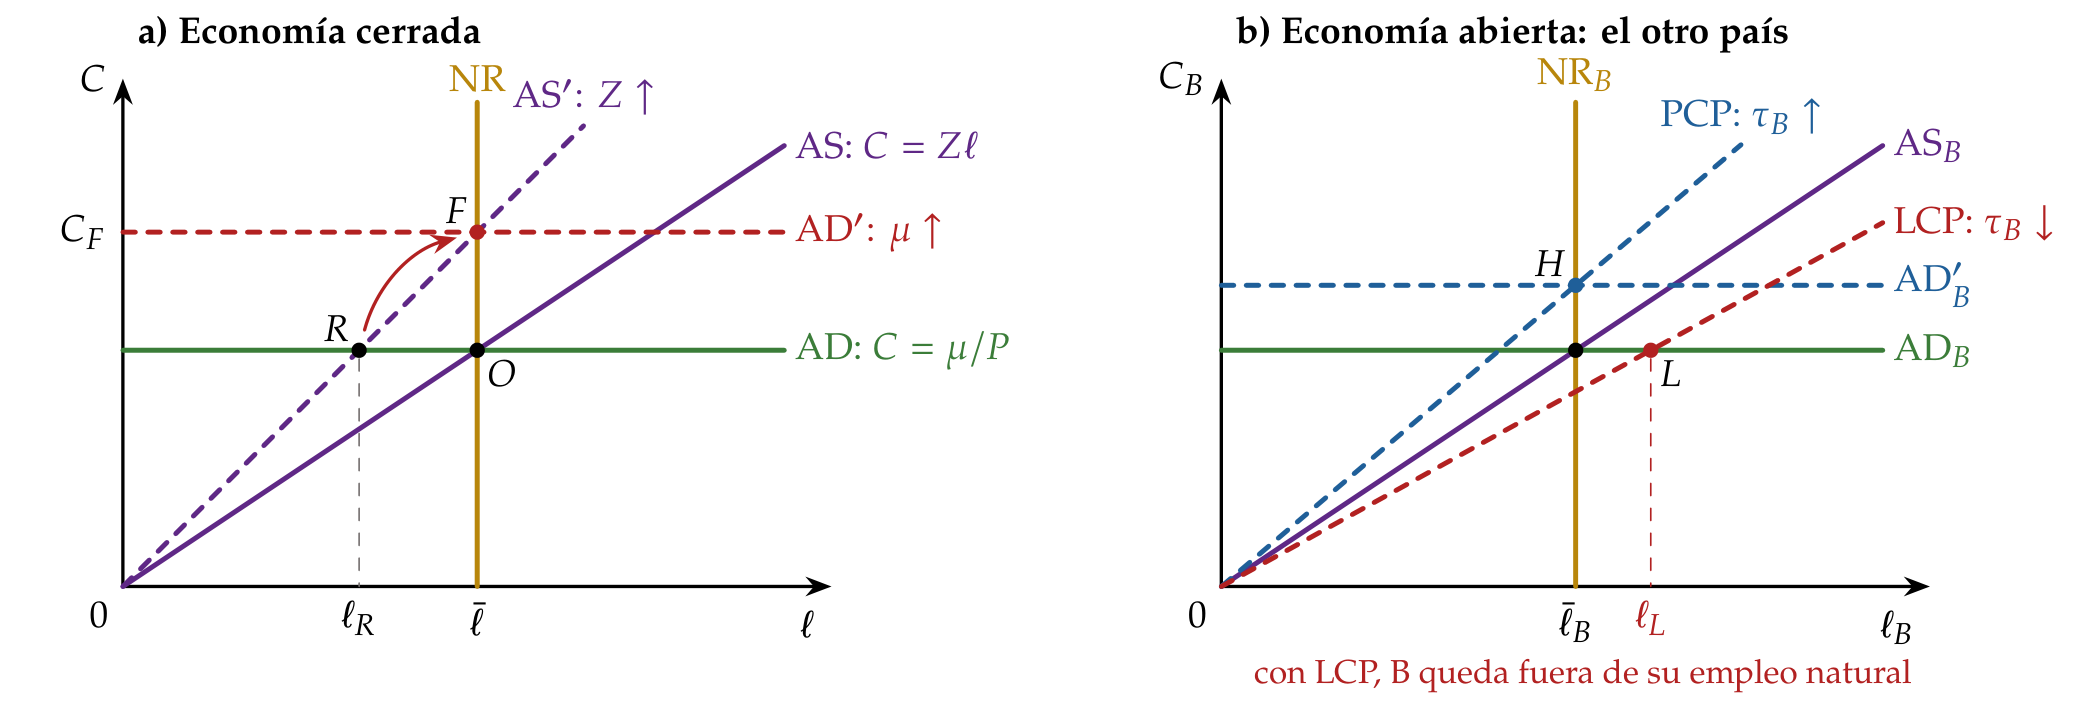 a) Economía cerrada
C
NR
AS′: Z ↑
AS: C = Zℓ
F
C_F
AD′: μ ↑
R
AD: C = μ/P
O
0
ℓ_R
ℓ̄
ℓ
b) Economía abierta: el otro país
C_B
NR_B
PCP: τ_B ↑
AS_B
LCP: τ_B ↓
H
AD′_B
AD_B
L
0
ℓ̄_B
ℓ_L
ℓ_B
con LCP, B queda fuera de su empleo natural